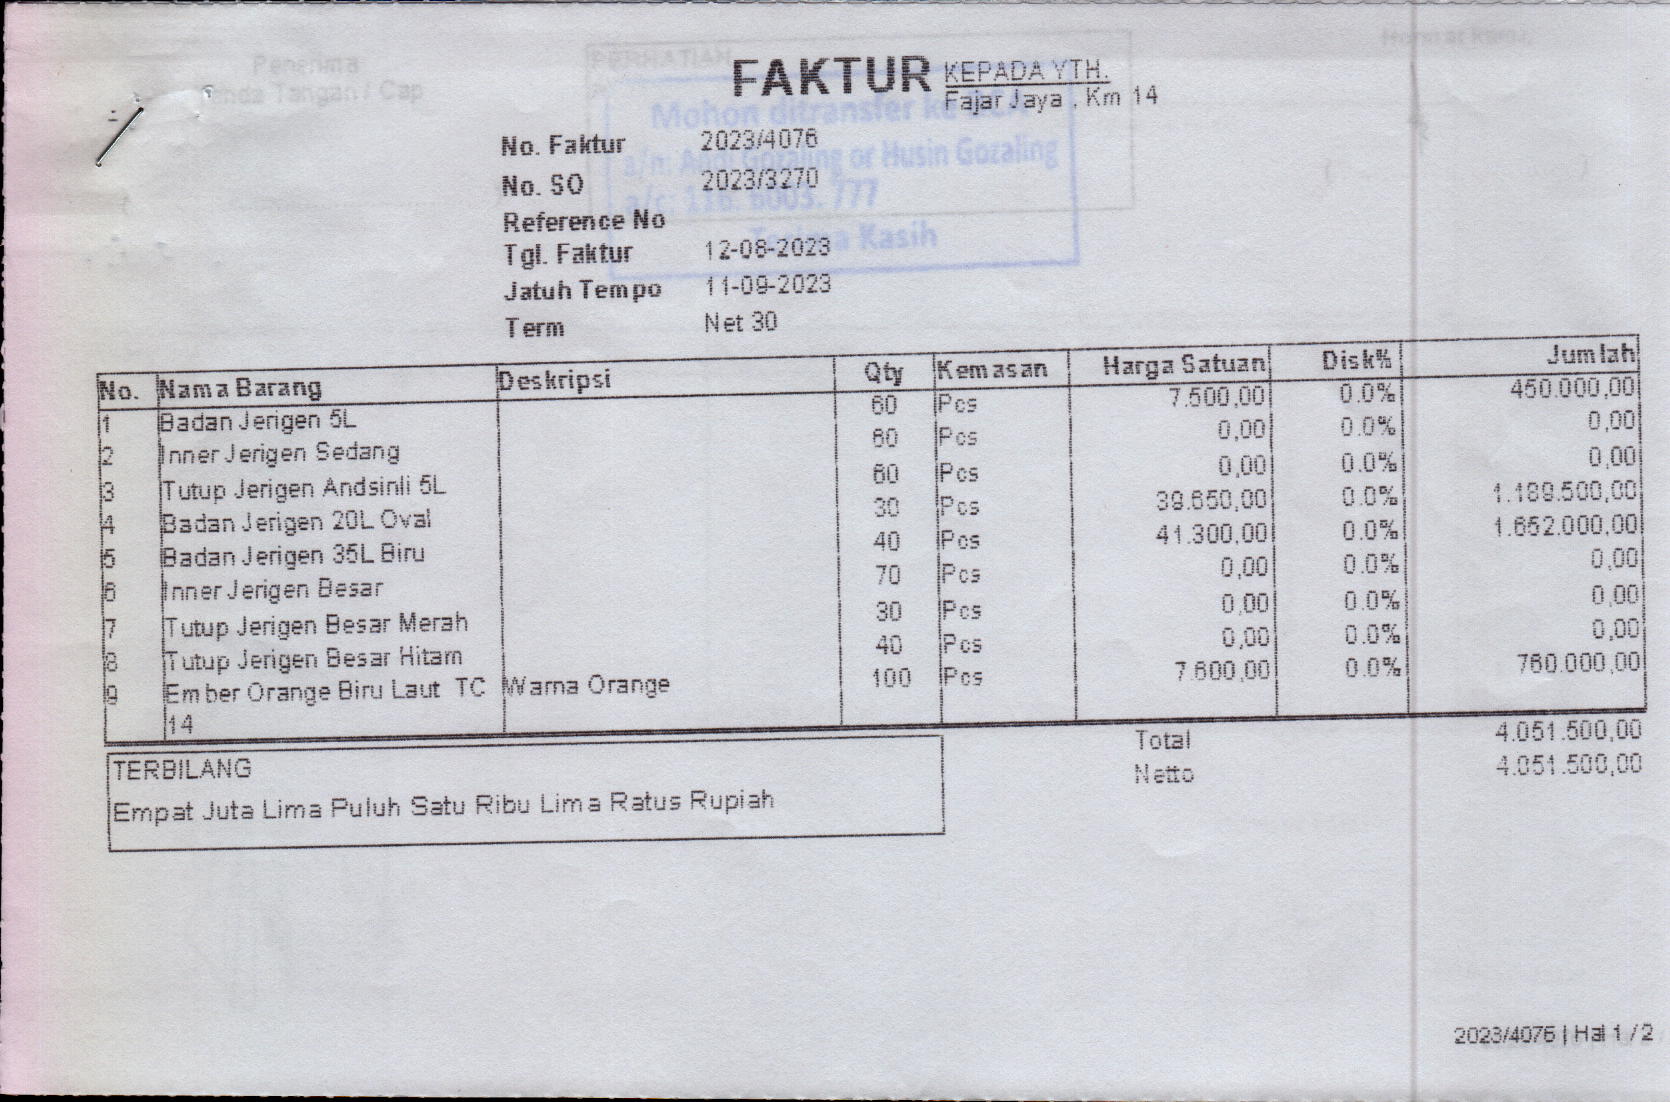 Penerima
Tanda Tangan / Cap
PERHATIAN
Hormat kami,
FAKTUR
KEPADA YTH.
Fajar Jaya . Km 14
Mohon ditransfer ke BCA
a/n: Andi Gozaling or Husin Gozaling
a/c: 116. 6003. 777
Terima Kasih
No. Faktur 2023/4076
No. SO 2023/3270
Reference No
Tgl. Faktur 12-08-2023
Jatuh Tempo 11-09-2023
Term Net 30
No. Nama Barang Deskripsi Qty Kemasan Harga Satuan Disk% Jumlah
1 Badan Jerigen 5L 60 Pcs 7.500,00 0.0% 450.000,00
2 Inner Jerigen Sedang 60 Pcs 0,00 0.0% 0,00
3 Tutup Jerigen Andsinli 5L 60 Pcs 0,00 0.0% 0,00
4 Badan Jerigen 20L Oval 30 Pcs 39.650,00 0.0% 1.189.500,00
5 Badan Jerigen 35L Biru 40 Pcs 41.300,00 0.0% 1.652.000,00
6 Inner Jerigen Besar 70 Pcs 0,00 0.0% 0,00
7 Tutup Jerigen Besar Merah 30 Pcs 0,00 0.0% 0,00
8 Tutup Jerigen Besar Hitam 40 Pcs 0,00 0.0% 0,00
9 Ember Orange Biru Laut TC Warna Orange 100 Pcs 7.600,00 0.0% 760.000,00
14
Total 4.051.500,00
Netto 4.051.500,00
TERBILANG
Empat Juta Lima Puluh Satu Ribu Lima Ratus Rupiah
2023/4076 | Hal 1 / 2